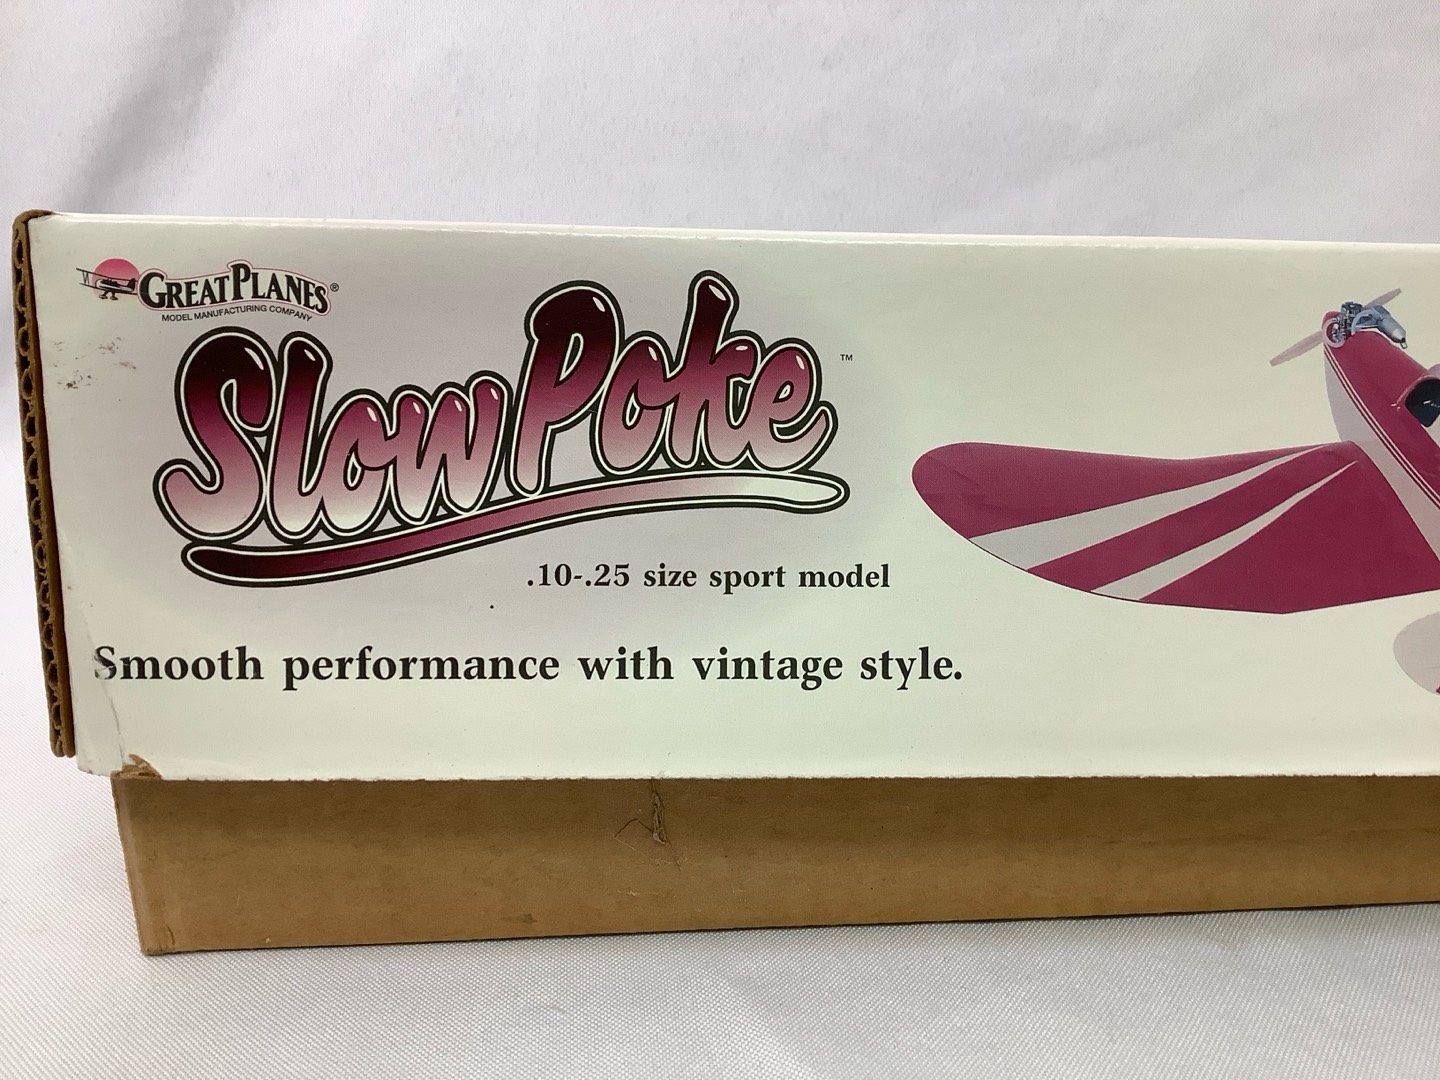 GREAT PLANES®
MODEL MANUFACTURING COMPANY
Slow Poke™
.10-.25 size sport model
Smooth performance with vintage style.